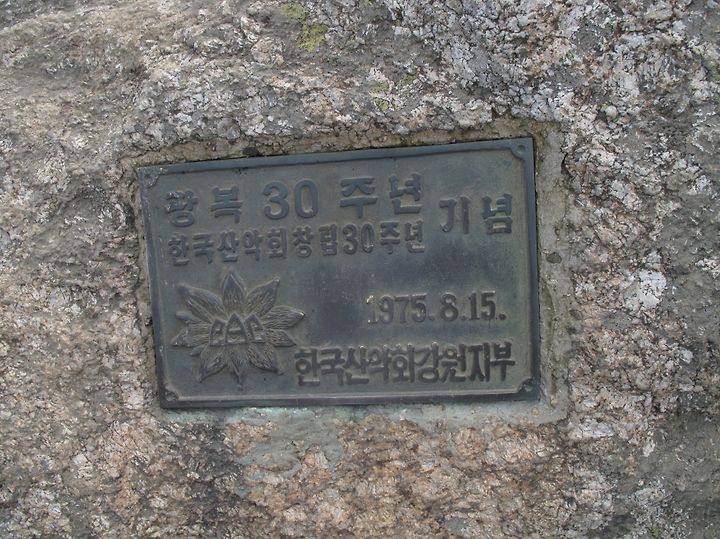 광복 30 주년
한국산악회창립30주년 기념
1975.8.15.
한국산악회강원지부